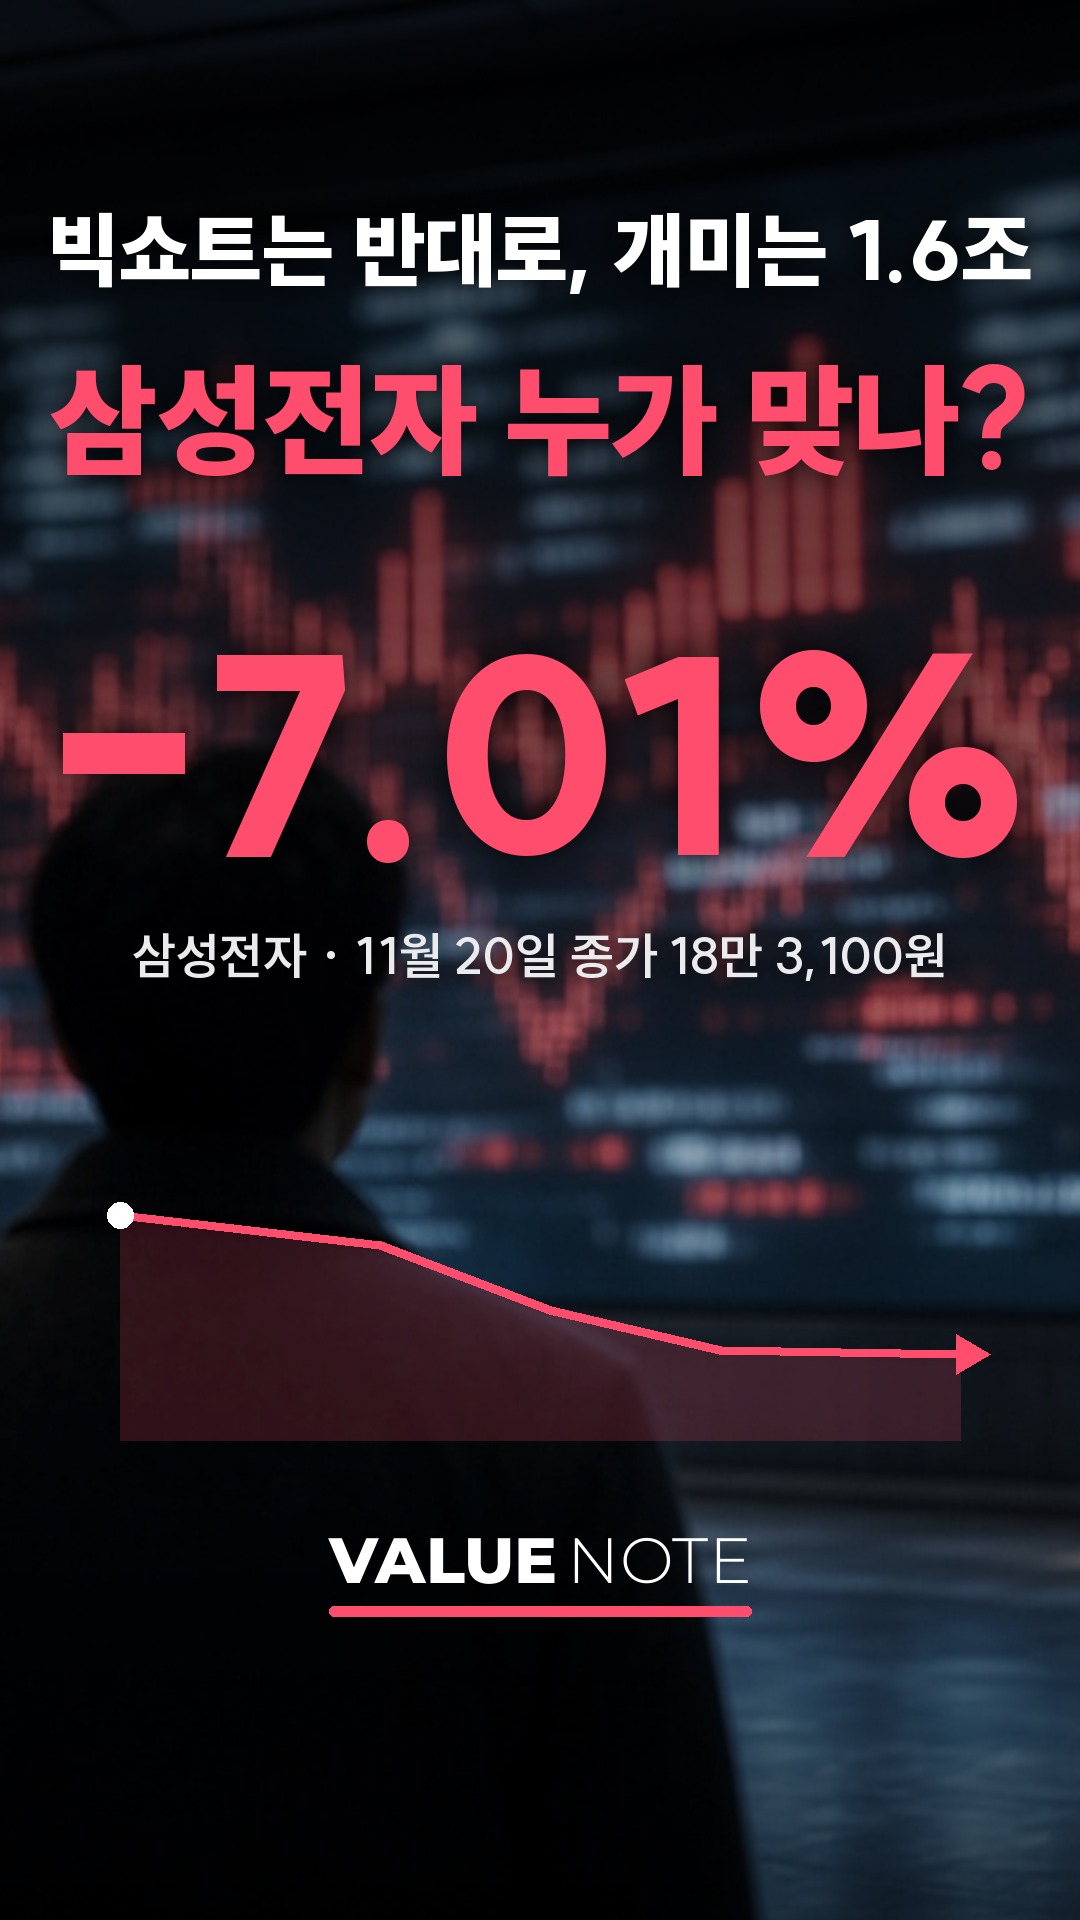 빅쇼트는 반대로, 개미는 1.6조
삼성전자 누가 맞나?
-7.01%
삼성전자 · 11월 20일 종가 18만 3,100원
VALUE NOTE